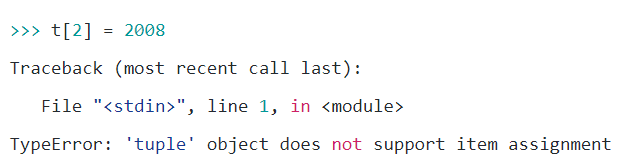 >>> t[2] = 2008
Traceback (most recent call last):
File "<stdin>", line 1, in <module>
TypeError: 'tuple' object does not support item assignment